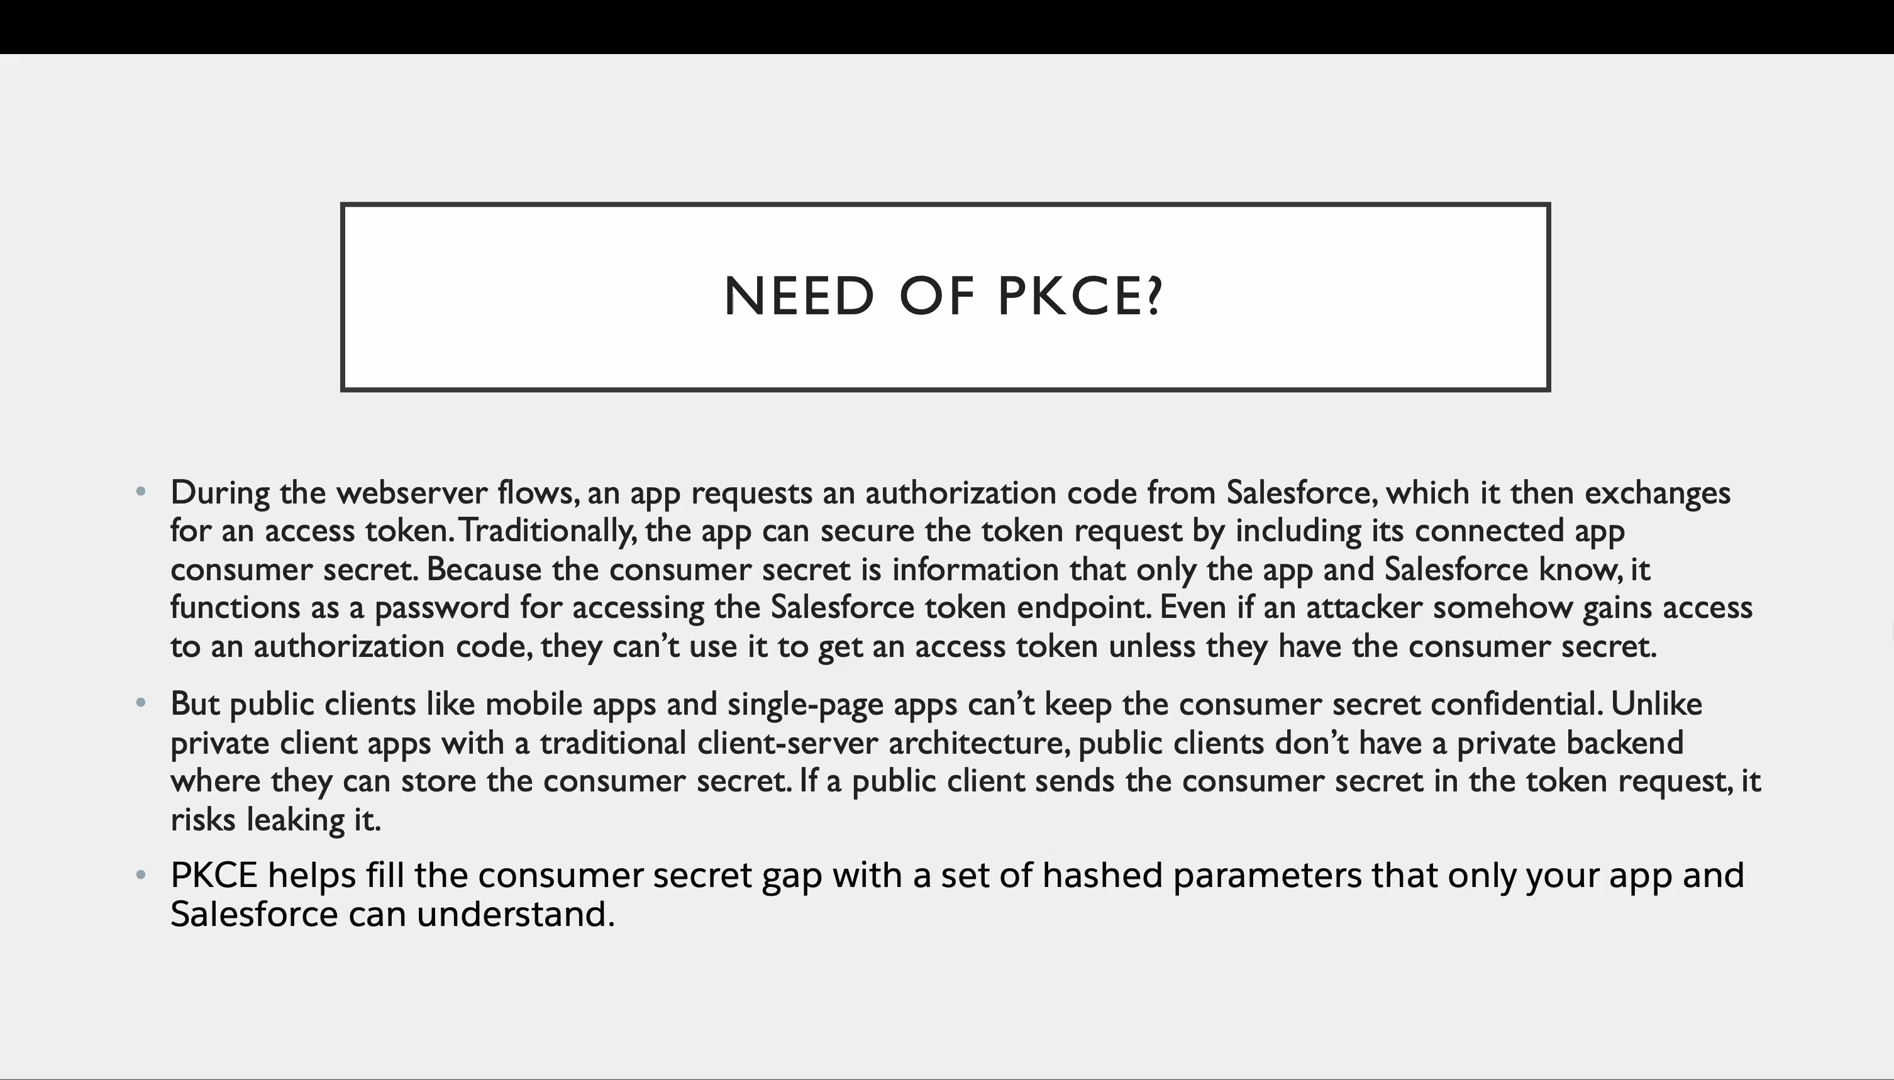 NEED OF PKCE?
• During the webserver flows, an app requests an authorization code from Salesforce, which it then exchanges
for an access token. Traditionally, the app can secure the token request by including its connected app
consumer secret. Because the consumer secret is information that only the app and Salesforce know, it
functions as a password for accessing the Salesforce token endpoint. Even if an attacker somehow gains access
to an authorization code, they can’t use it to get an access token unless they have the consumer secret.
• But public clients like mobile apps and single-page apps can’t keep the consumer secret confidential. Unlike
private client apps with a traditional client-server architecture, public clients don’t have a private backend
where they can store the consumer secret. If a public client sends the consumer secret in the token request, it
risks leaking it.
• PKCE helps fill the consumer secret gap with a set of hashed parameters that only your app and
Salesforce can understand.